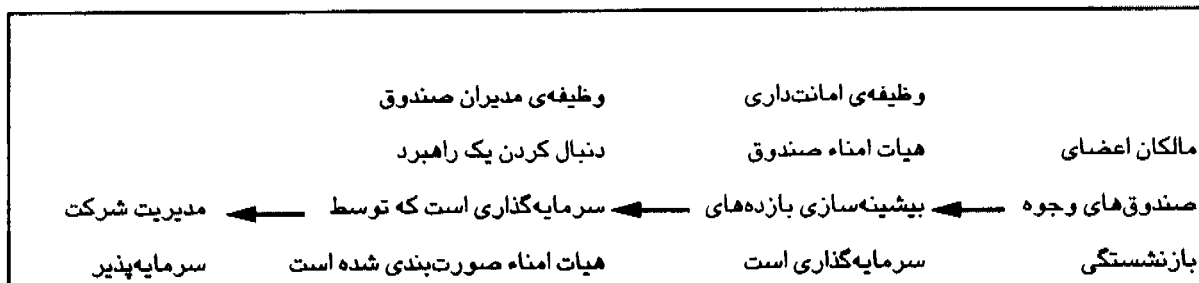 وظیفه‌ی امانت‌داری وظیفه‌ی مدیران صندوق
مالکان اعضای هیات امناء صندوق دنبال کردن یک راهبرد
صندوق‌های وجوه بیشینه‌سازی بازده‌های سرمایه‌گذاری است که توسط مدیریت شرکت
بازنشستگی سرمایه‌گذاری است هیات امناء صورت‌بندی شده است سرمایه‌پذیر